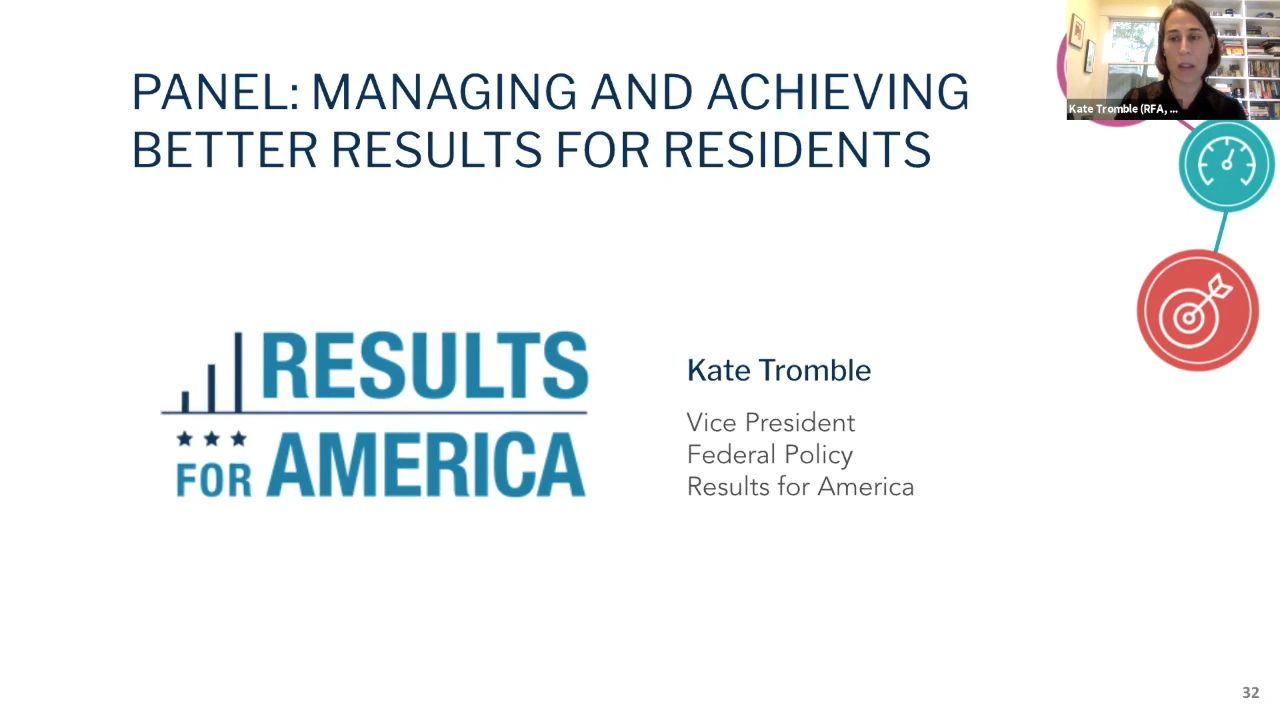 PANEL: MANAGING AND ACHIEVING
BETTER RESULTS FOR RESIDENTS
Kate Tromble (RFA, ...
RESULTS
FOR AMERICA
Kate Tromble
Vice President
Federal Policy
Results for America
32